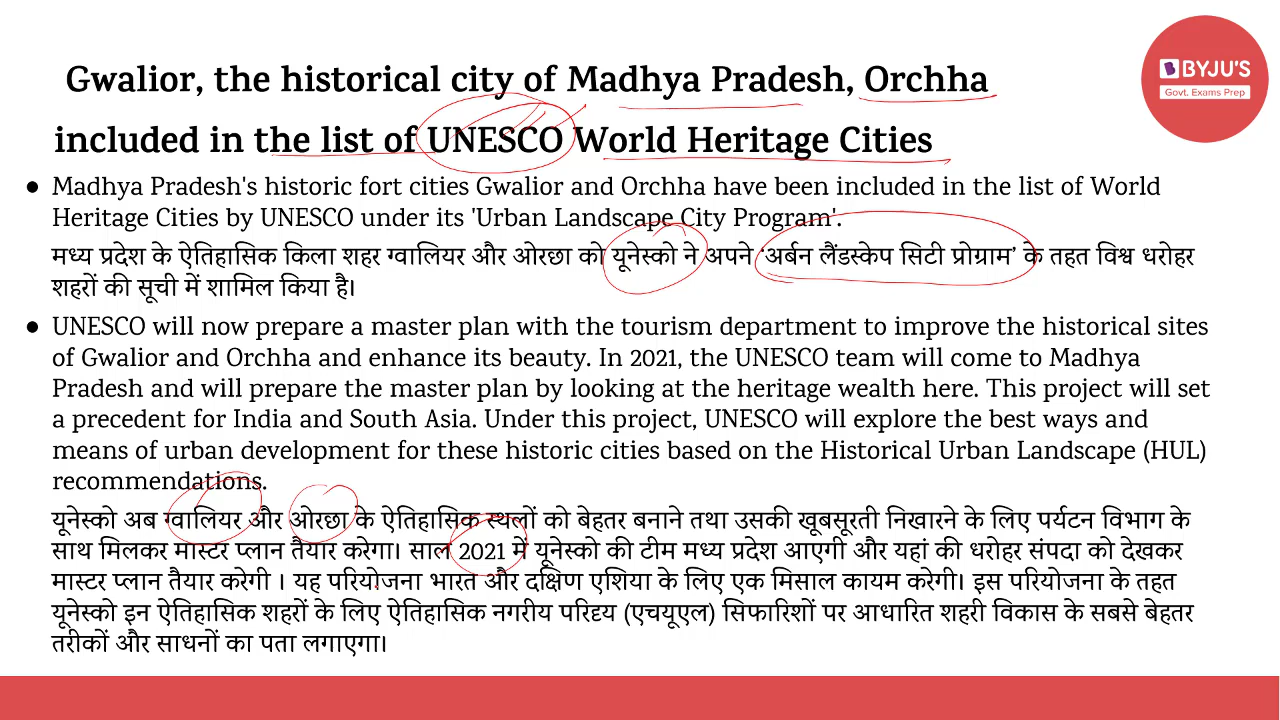 Gwalior, the historical city of Madhya Pradesh, Orchha
included in the list of UNESCO World Heritage Cities
BYJU'S
Govt. Exams Prep
● Madhya Pradesh's historic fort cities Gwalior and Orchha have been included in the list of World
Heritage Cities by UNESCO under its 'Urban Landscape City Program'.
मध्य प्रदेश के ऐतिहासिक किला शहर ग्वालियर और ओरछा को यूनेस्को ने अपने 'अर्बन लैंडस्केप सिटी प्रोग्राम' के तहत विश्व धरोहर
शहरों की सूची में शामिल किया है।
● UNESCO will now prepare a master plan with the tourism department to improve the historical sites
of Gwalior and Orchha and enhance its beauty. In 2021, the UNESCO team will come to Madhya
Pradesh and will prepare the master plan by looking at the heritage wealth here. This project will set
a precedent for India and South Asia. Under this project, UNESCO will explore the best ways and
means of urban development for these historic cities based on the Historical Urban Landscape (HUL)
recommendations.
यूनेस्को अब ग्वालियर और ओरछा के ऐतिहासिक स्थलों को बेहतर बनाने तथा उसकी खूबसूरती निखारने के लिए पर्यटन विभाग के
साथ मिलकर मास्टर प्लान तैयार करेगा। साल 2021 में यूनेस्को की टीम मध्य प्रदेश आएगी और यहां की धरोहर संपदा को देखकर
मास्टर प्लान तैयार करेगी । यह परियोजना भारत और दक्षिण एशिया के लिए एक मिसाल कायम करेगी। इस परियोजना के तहत
यूनेस्को इन ऐतिहासिक शहरों के लिए ऐतिहासिक नगरीय परिदृय (एचयूएल) सिफारिशों पर आधारित शहरी विकास के सबसे बेहतर
तरीकों और साधनों का पता लगाएगा।